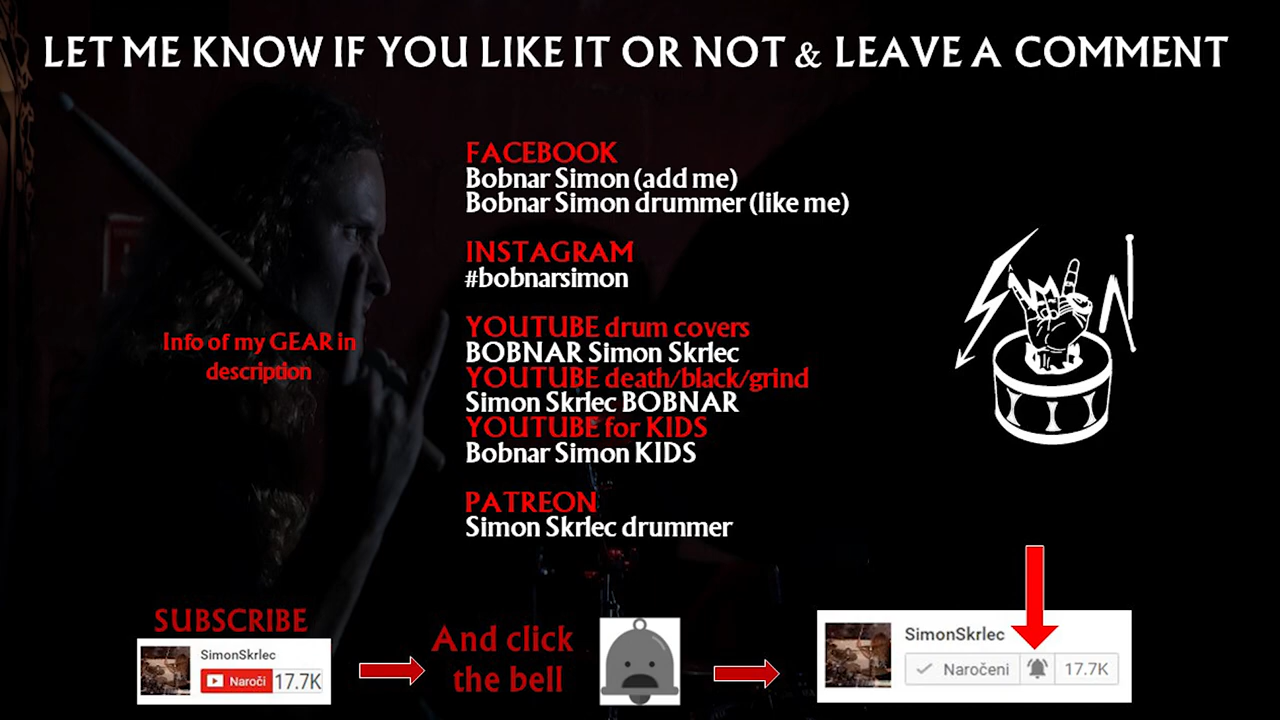 LET ME KNOW IF YOU LIKE IT OR NOT & LEAVE A COMMENT
FACEBOOK
Bobnar Simon (add me)
Bobnar Simon drummer (like me)
INSTAGRAM
#bobnarsimon
YOUTUBE drum covers
BOBNAR Simon Skrlec
YOUTUBE death/black/grind
Simon Skrlec BOBNAR
YOUTUBE for KIDS
Bobnar Simon KIDS
PATREON
Simon Skrlec drummer
Info of my GEAR in
description
SIMON
SUBSCRIBE
SimonSkrlec
Naroči 17.7K
And click
the bell
SimonSkrlec
Naročeni 17.7K